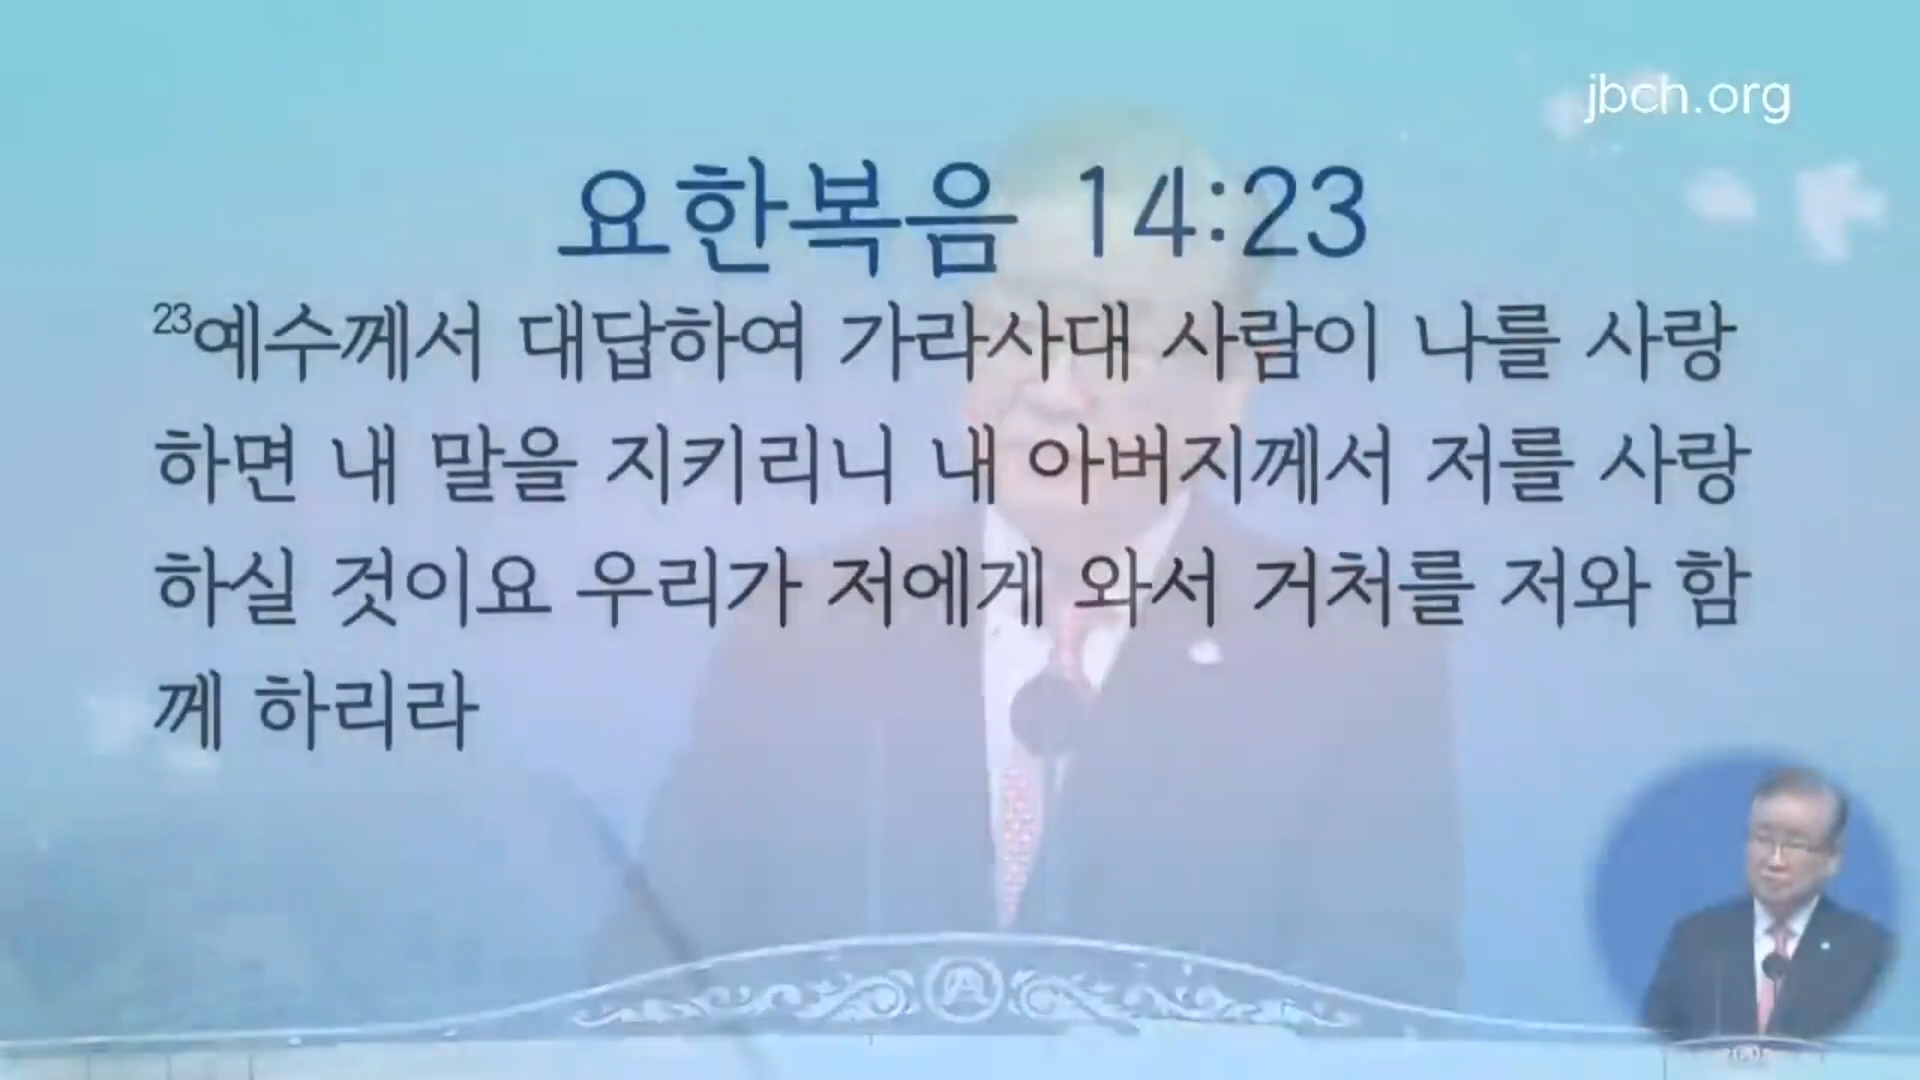 jbch.org
요한복음 14:23
23예수께서 대답하여 가라사대 사람이 나를 사랑
하면 내 말을 지키리니 내 아버지께서 저를 사랑
하실 것이요 우리가 저에게 와서 거처를 저와 함
께 하리라